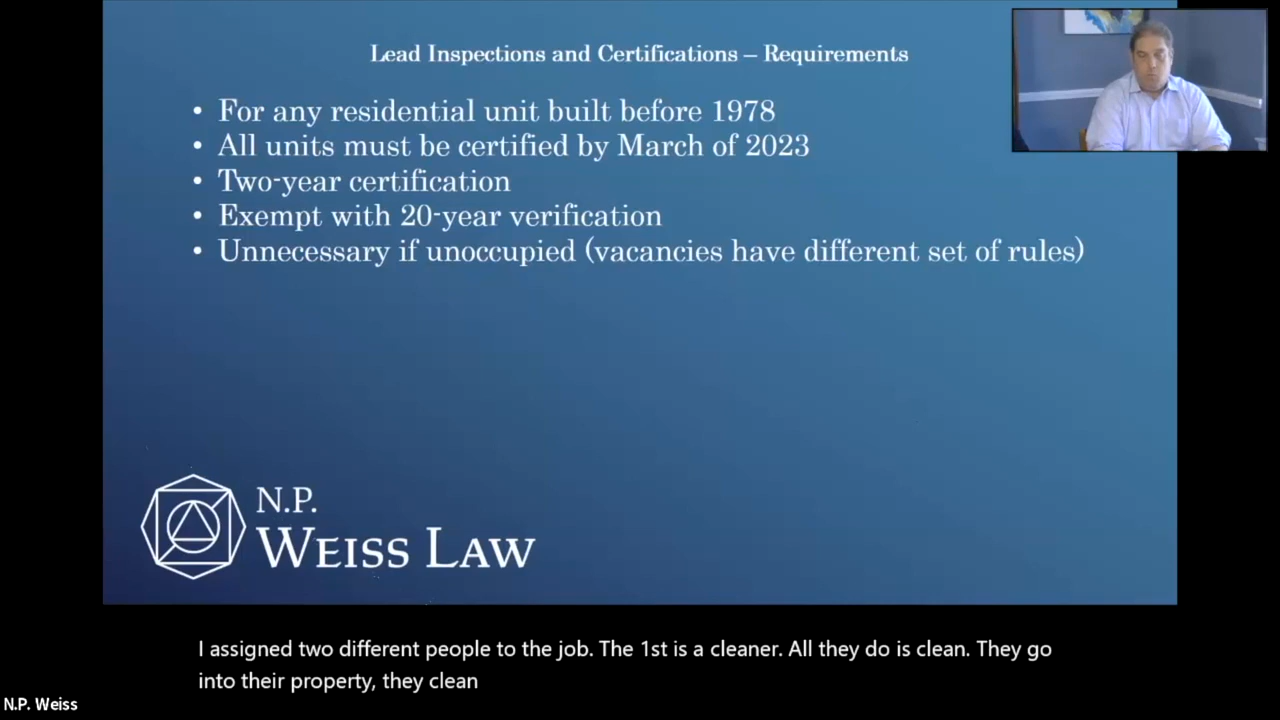 Lead Inspections and Certifications – Requirements
• For any residential unit built before 1978
• All units must be certified by March of 2023
• Two-year certification
• Exempt with 20-year verification
• Unnecessary if unoccupied (vacancies have different set of rules)
N.P.
WEISS LAW
I assigned two different people to the job. The 1st is a cleaner. All they do is clean. They go
into their property, they clean
N.P. Weiss